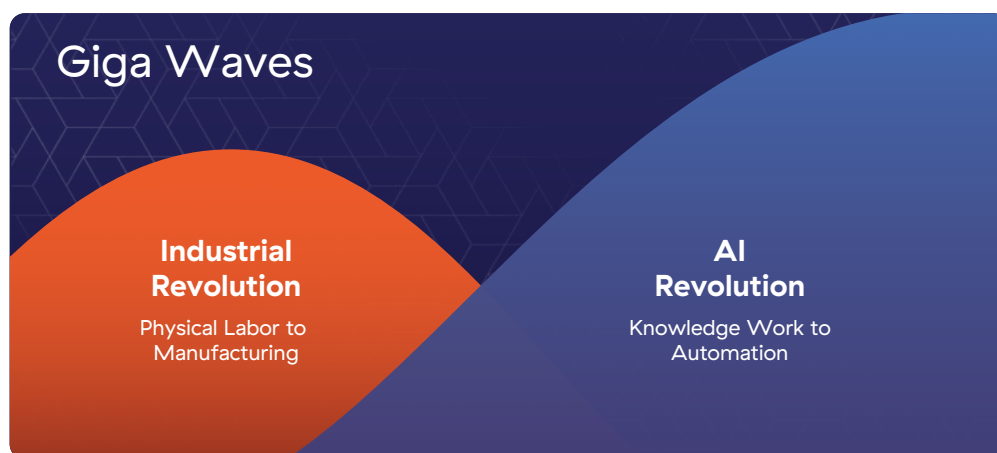 Giga Waves
Industrial
Revolution
Physical Labor to
Manufacturing
AI
Revolution
Knowledge Work to
Automation